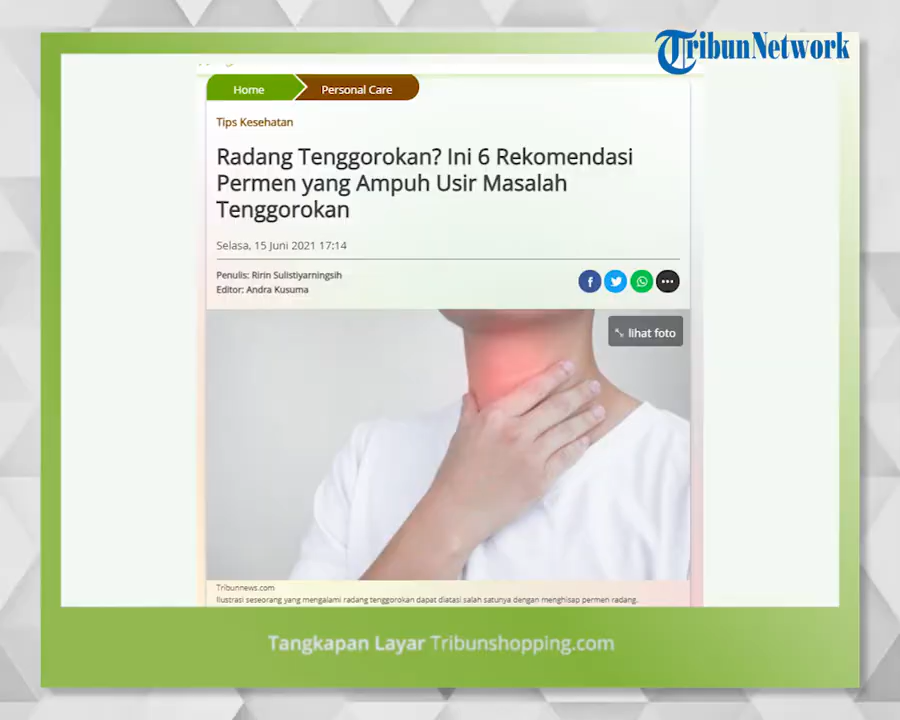 TribunNetwork
Home
Personal Care
Tips Kesehatan
Radang Tenggorokan? Ini 6 Rekomendasi
Permen yang Ampuh Usir Masalah
Tenggorokan
Selasa, 15 Juni 2021 17:14
Penulis: Ririn Sulistiyarningsih
Editor: Andra Kusuma
lihat foto
Tribunnews.com
Ilustrasi seseorang yang mengalami radang tenggorokan dapat diatasi salah satunya dengan menghisap permen radang.
Tangkapan Layar Tribunshopping.com